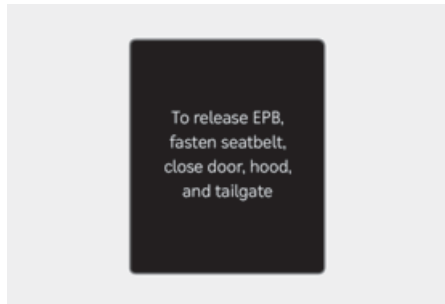 To release EPB,
fasten seatbelt,
close door, hood,
and tailgate